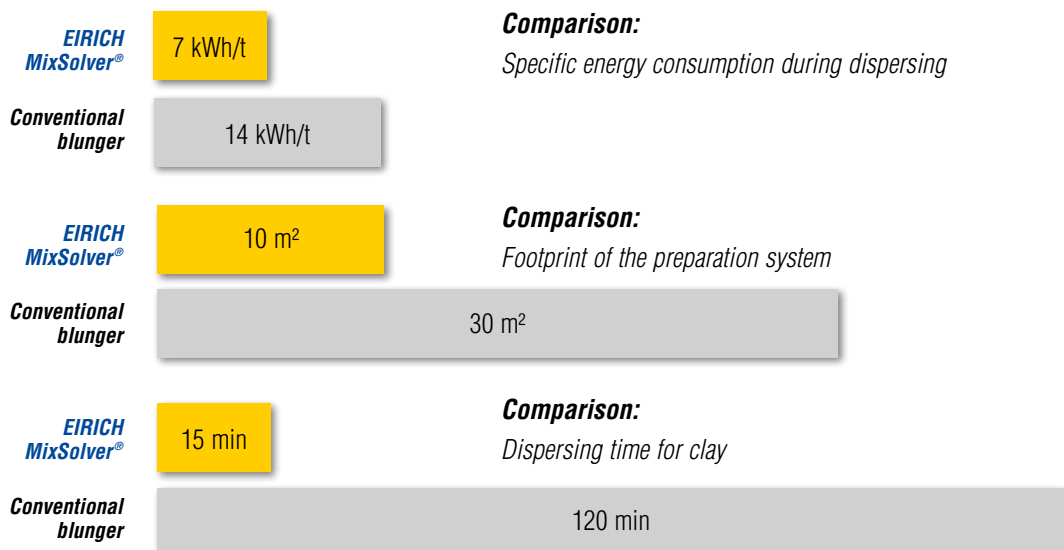 EIRICH
MixSolver®
7 kWh/t
Comparison:
Specific energy consumption during dispersing
Conventional
blunger
14 kWh/t
EIRICH
MixSolver®
10 m²
Comparison:
Footprint of the preparation system
Conventional
blunger
30 m²
EIRICH
MixSolver®
15 min
Comparison:
Dispersing time for clay
Conventional
blunger
120 min